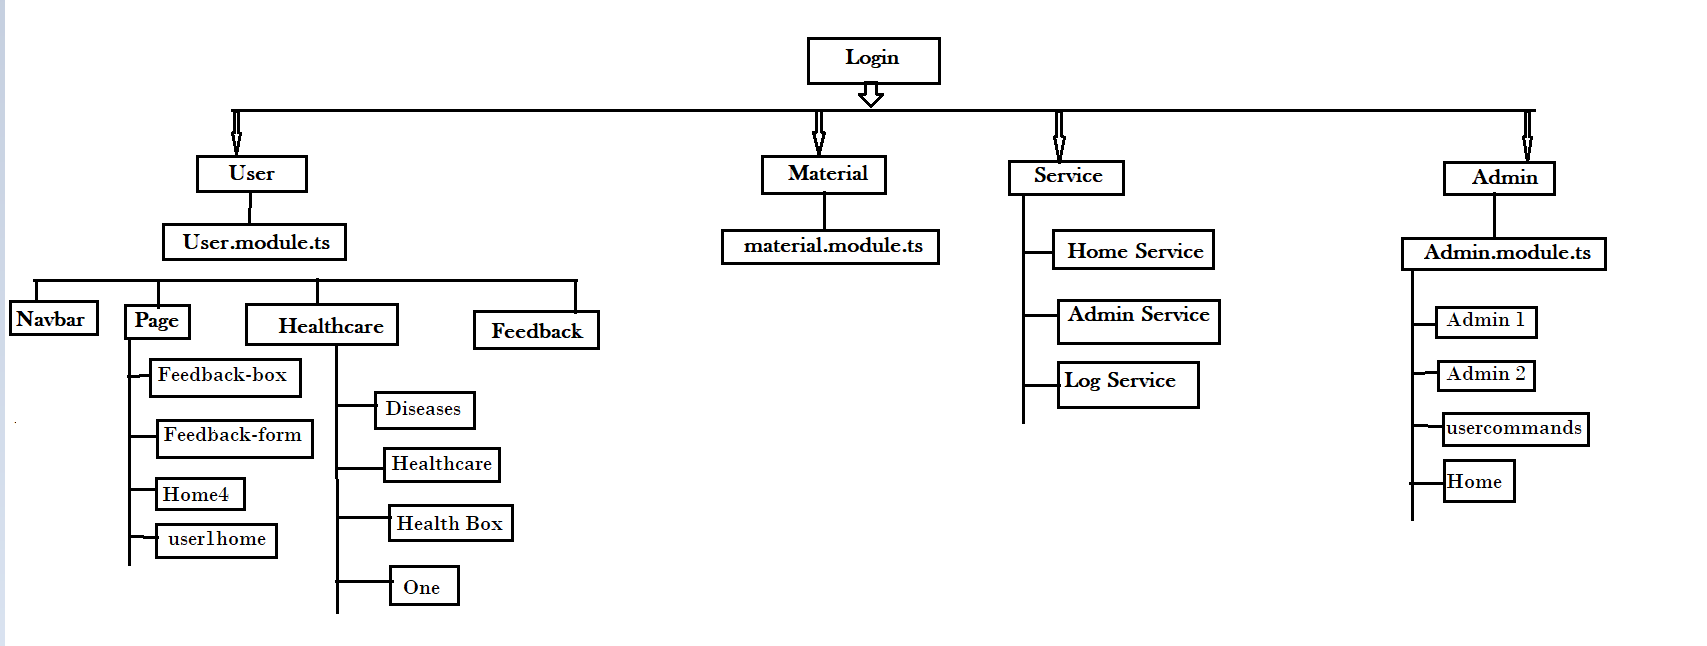 Login
User
Material
Service
Admin
User.module.ts
material.module.ts
Home Service
Admin.module.ts
Navbar
Page
Healthcare
Feedback
Admin Service
Admin 1
Feedback-box
Diseases
Log Service
Admin 2
Feedback-form
Healthcare
usercommands
Home4
Health Box
Home
user1home
One